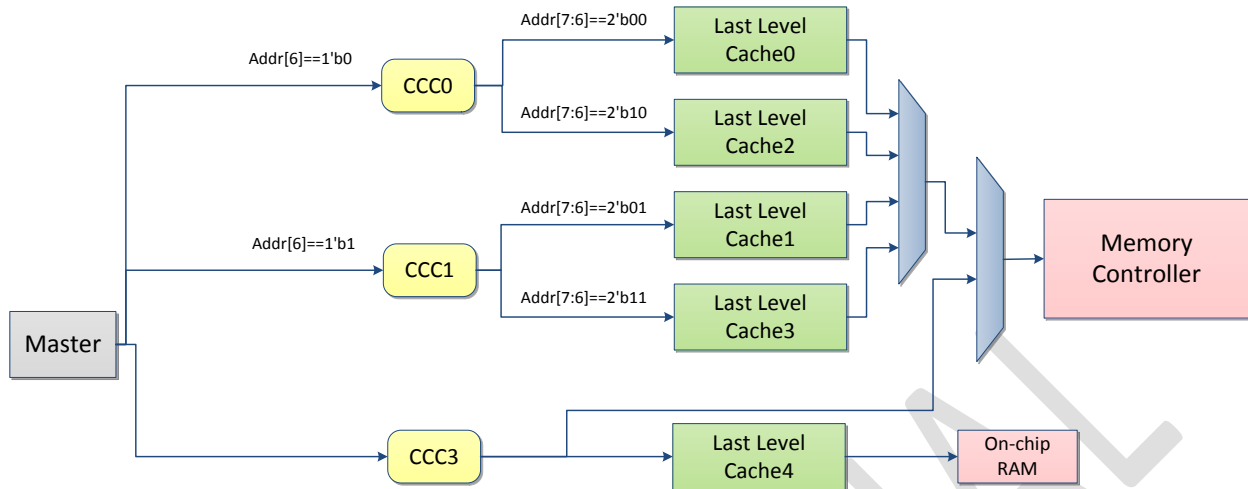 Addr[7:6]==2'b00
Last Level
Cache0
Addr[6]==1'b0
CCC0
Addr[7:6]==2'b10
Last Level
Cache2
Addr[7:6]==2'b01
Last Level
Cache1
Addr[6]==1'b1
CCC1
Memory
Controller
Addr[7:6]==2'b11
Last Level
Cache3
Master
CCC3
Last Level
Cache4
On-chip
RAM